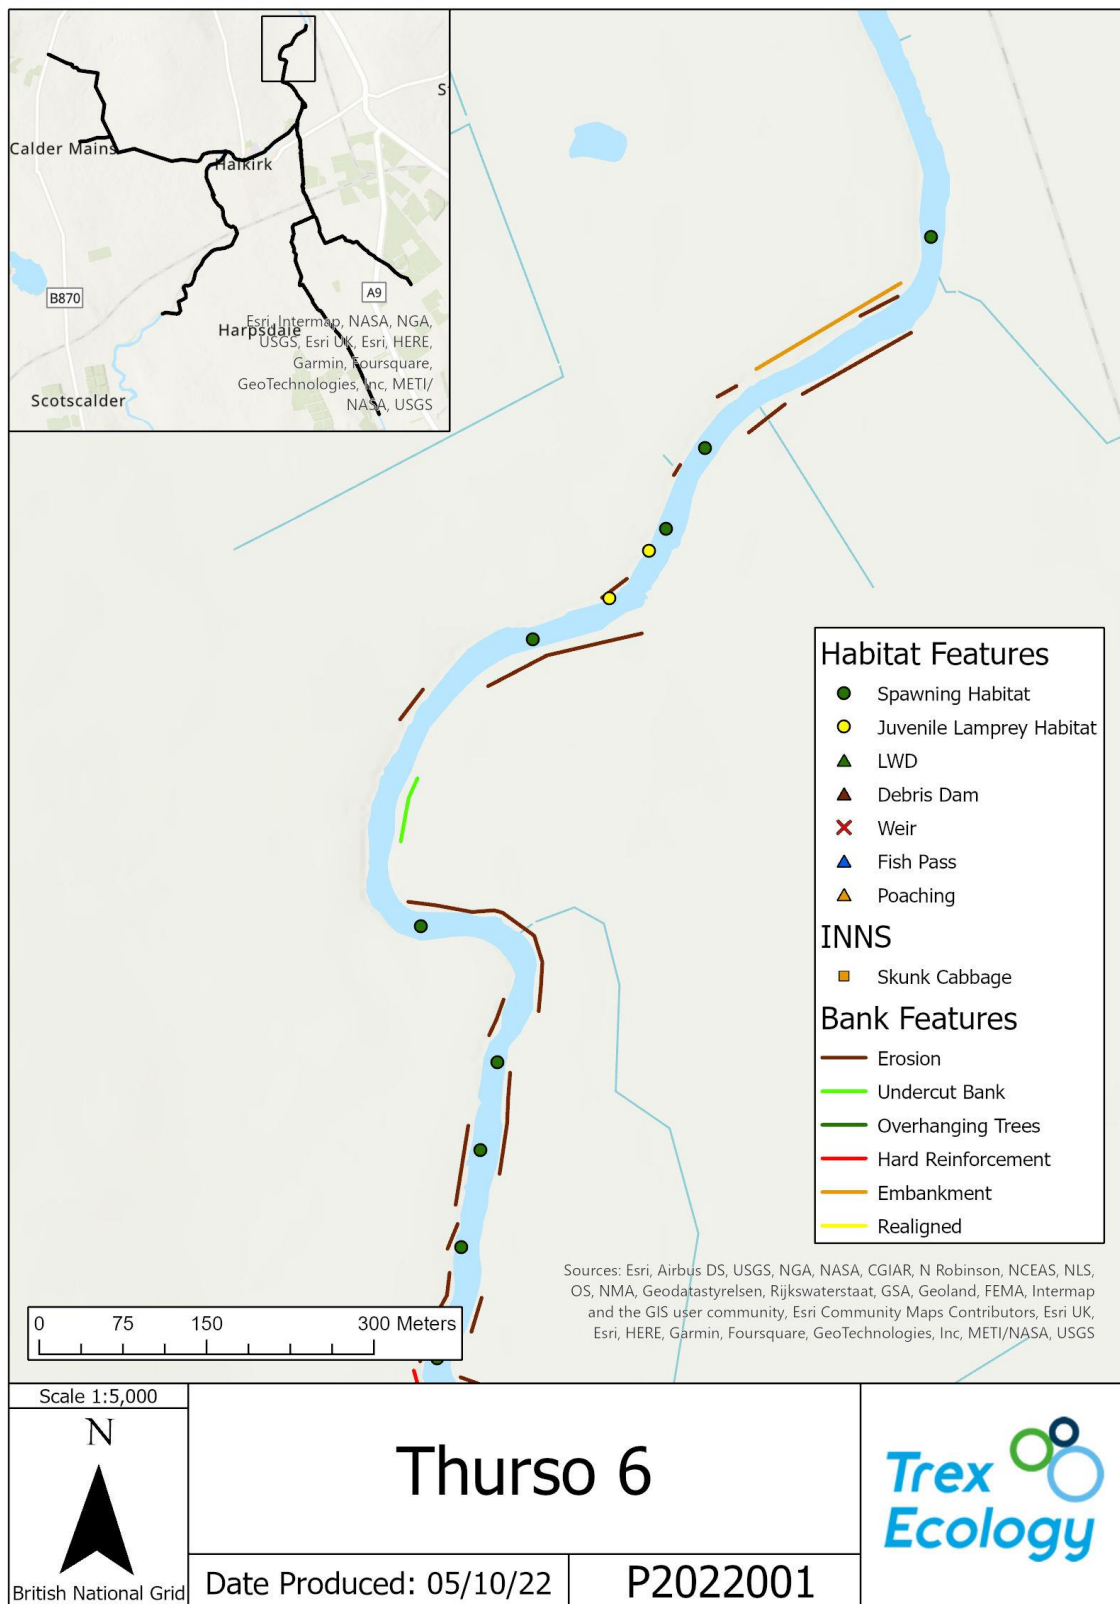 Calder Mains
Halkirk
S
B870
A9
Harpsdale
Scotscalder
Esri, Intermap, NASA, NGA,
USGS, Esri UK, Esri, HERE,
Garmin, Foursquare,
GeoTechnologies, Inc, METI/
NASA, USGS
Habitat Features
Spawning Habitat
Juvenile Lamprey Habitat
LWD
Debris Dam
Weir
Fish Pass
Poaching
INNS
Skunk Cabbage
Bank Features
Erosion
Undercut Bank
Overhanging Trees
Hard Reinforcement
Embankment
Realigned
Sources: Esri, Airbus DS, USGS, NGA, NASA, CGIAR, N Robinson, NCEAS, NLS,
OS, NMA, Geodatastyrelsen, Rijkswaterstaat, GSA, Geoland, FEMA, Intermap
and the GIS user community, Esri Community Maps Contributors, Esri UK,
Esri, HERE, Garmin, Foursquare, GeoTechnologies, Inc, METI/NASA, USGS
0 75 150 300 Meters
Scale 1:5,000
N
British National Grid
Thurso 6
Date Produced: 05/10/22
P2022001
Trex
Ecology